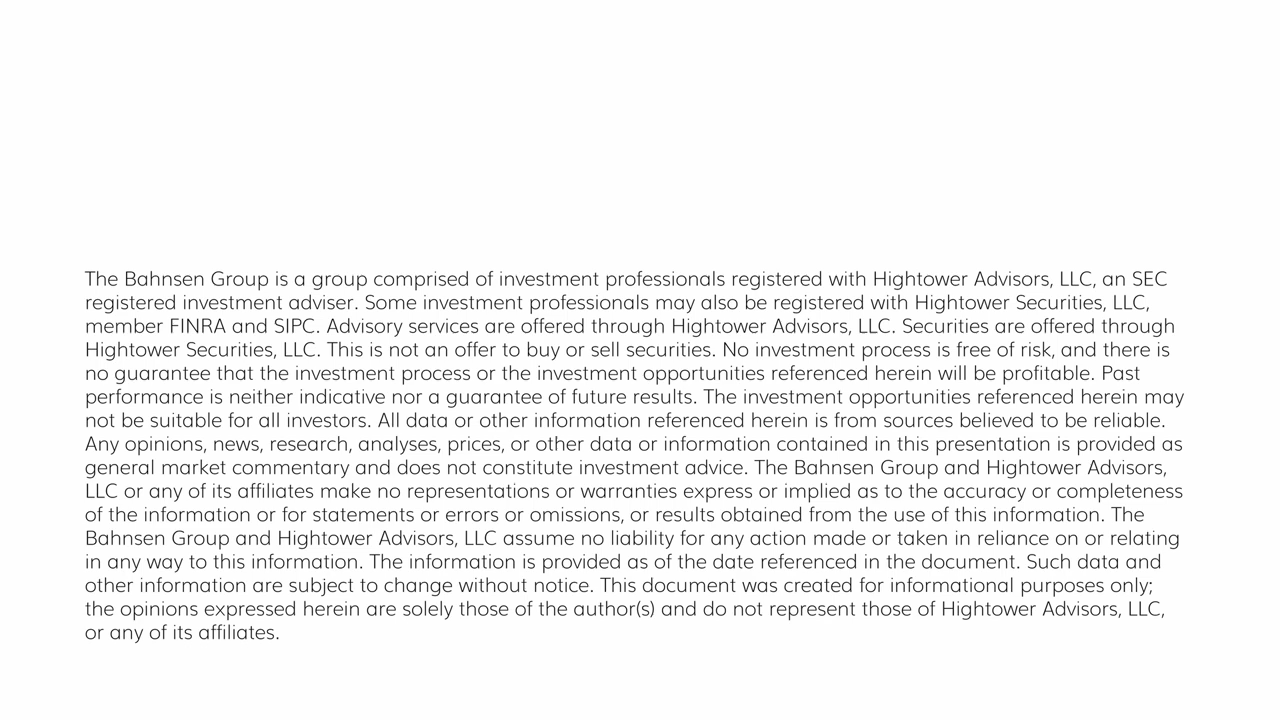 The Bahnsen Group is a group comprised of investment professionals registered with Hightower Advisors, LLC, an SEC
registered investment adviser. Some investment professionals may also be registered with Hightower Securities, LLC,
member FINRA and SIPC. Advisory services are offered through Hightower Advisors, LLC. Securities are offered through
Hightower Securities, LLC. This is not an offer to buy or sell securities. No investment process is free of risk, and there is
no guarantee that the investment process or the investment opportunities referenced herein will be profitable. Past
performance is neither indicative nor a guarantee of future results. The investment opportunities referenced herein may
not be suitable for all investors. All data or other information referenced herein is from sources believed to be reliable.
Any opinions, news, research, analyses, prices, or other data or information contained in this presentation is provided as
general market commentary and does not constitute investment advice. The Bahnsen Group and Hightower Advisors,
LLC or any of its affiliates make no representations or warranties express or implied as to the accuracy or completeness
of the information or for statements or errors or omissions, or results obtained from the use of this information. The
Bahnsen Group and Hightower Advisors, LLC assume no liability for any action made or taken in reliance on or relating
in any way to this information. The information is provided as of the date referenced in the document. Such data and
other information are subject to change without notice. This document was created for informational purposes only;
the opinions expressed herein are solely those of the author(s) and do not represent those of Hightower Advisors, LLC,
or any of its affiliates.